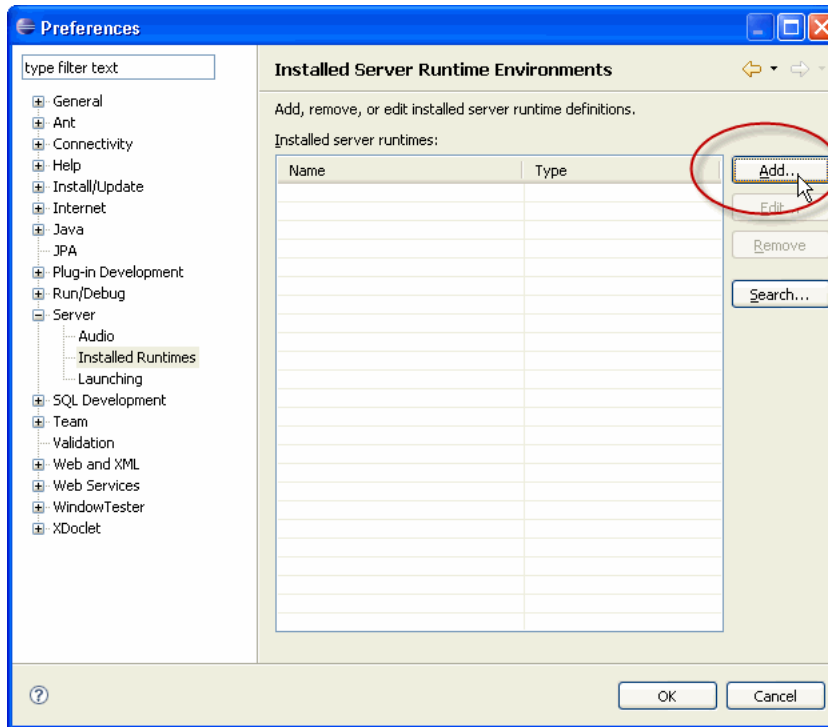 Preferences
type filter text
General
Ant
Connectivity
Help
Install/Update
Internet
Java
JPA
Plug-in Development
Run/Debug
Server
Audio
Installed Runtimes
Launching
SQL Development
Team
Validation
Web and XML
Web Services
WindowTester
XDoclet
Installed Server Runtime Environments
Add, remove, or edit installed server runtime definitions.
Installed server runtimes:
Name Type
Add...
Edit...
Remove
Search...
? OK Cancel